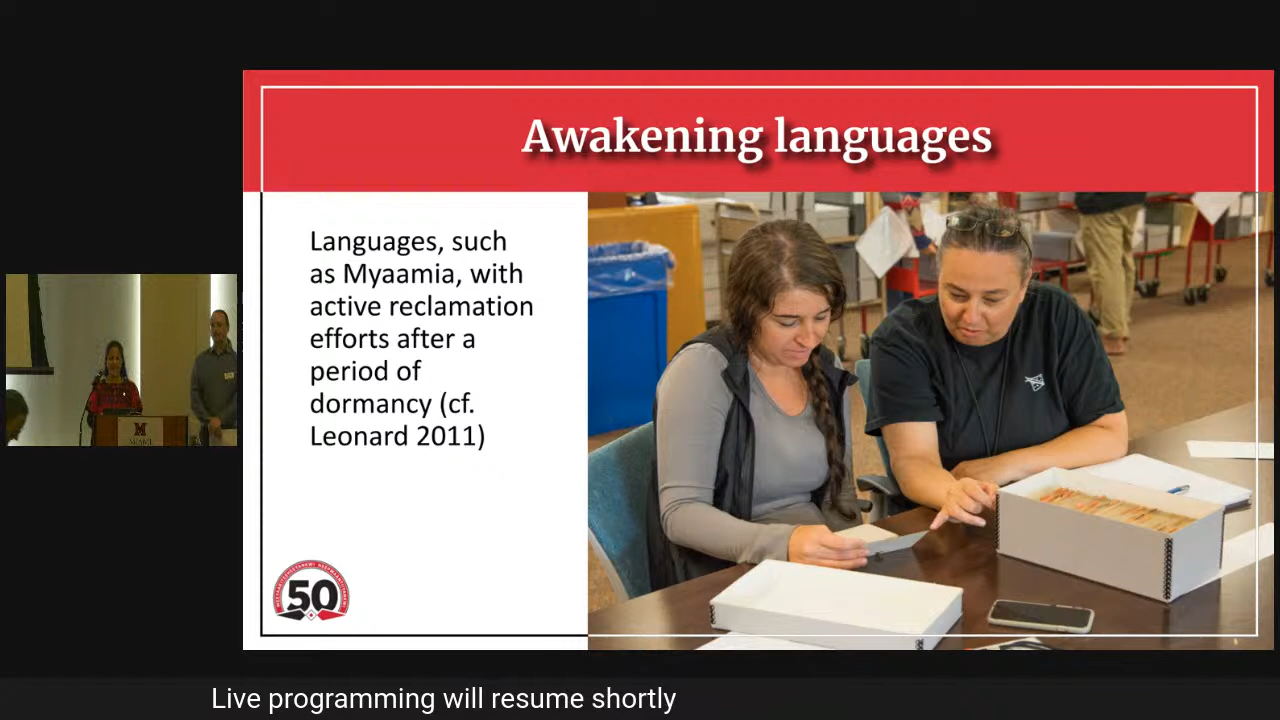 Awakening languages
Languages, such
as Myaamia, with
active reclamation
efforts after a
period of
dormancy (cf.
Leonard 2011)
50
MIAMI
Live programming will resume shortly